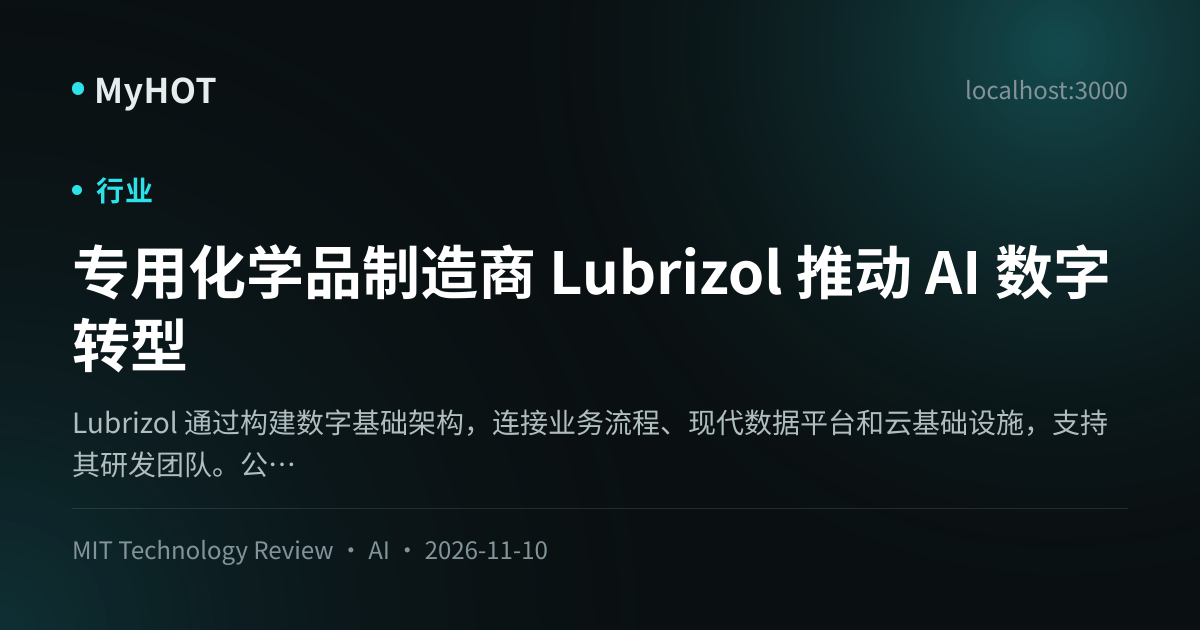 MyHOT
localhost:3000
行业
专用化学品制造商 Lubrizol 推动 AI 数字
转型
Lubrizol 通过构建数字基础架构，连接业务流程、现代数据平台和云基础设施，支持
其研发团队。公…
MIT Technology Review · AI · 2026-11-10